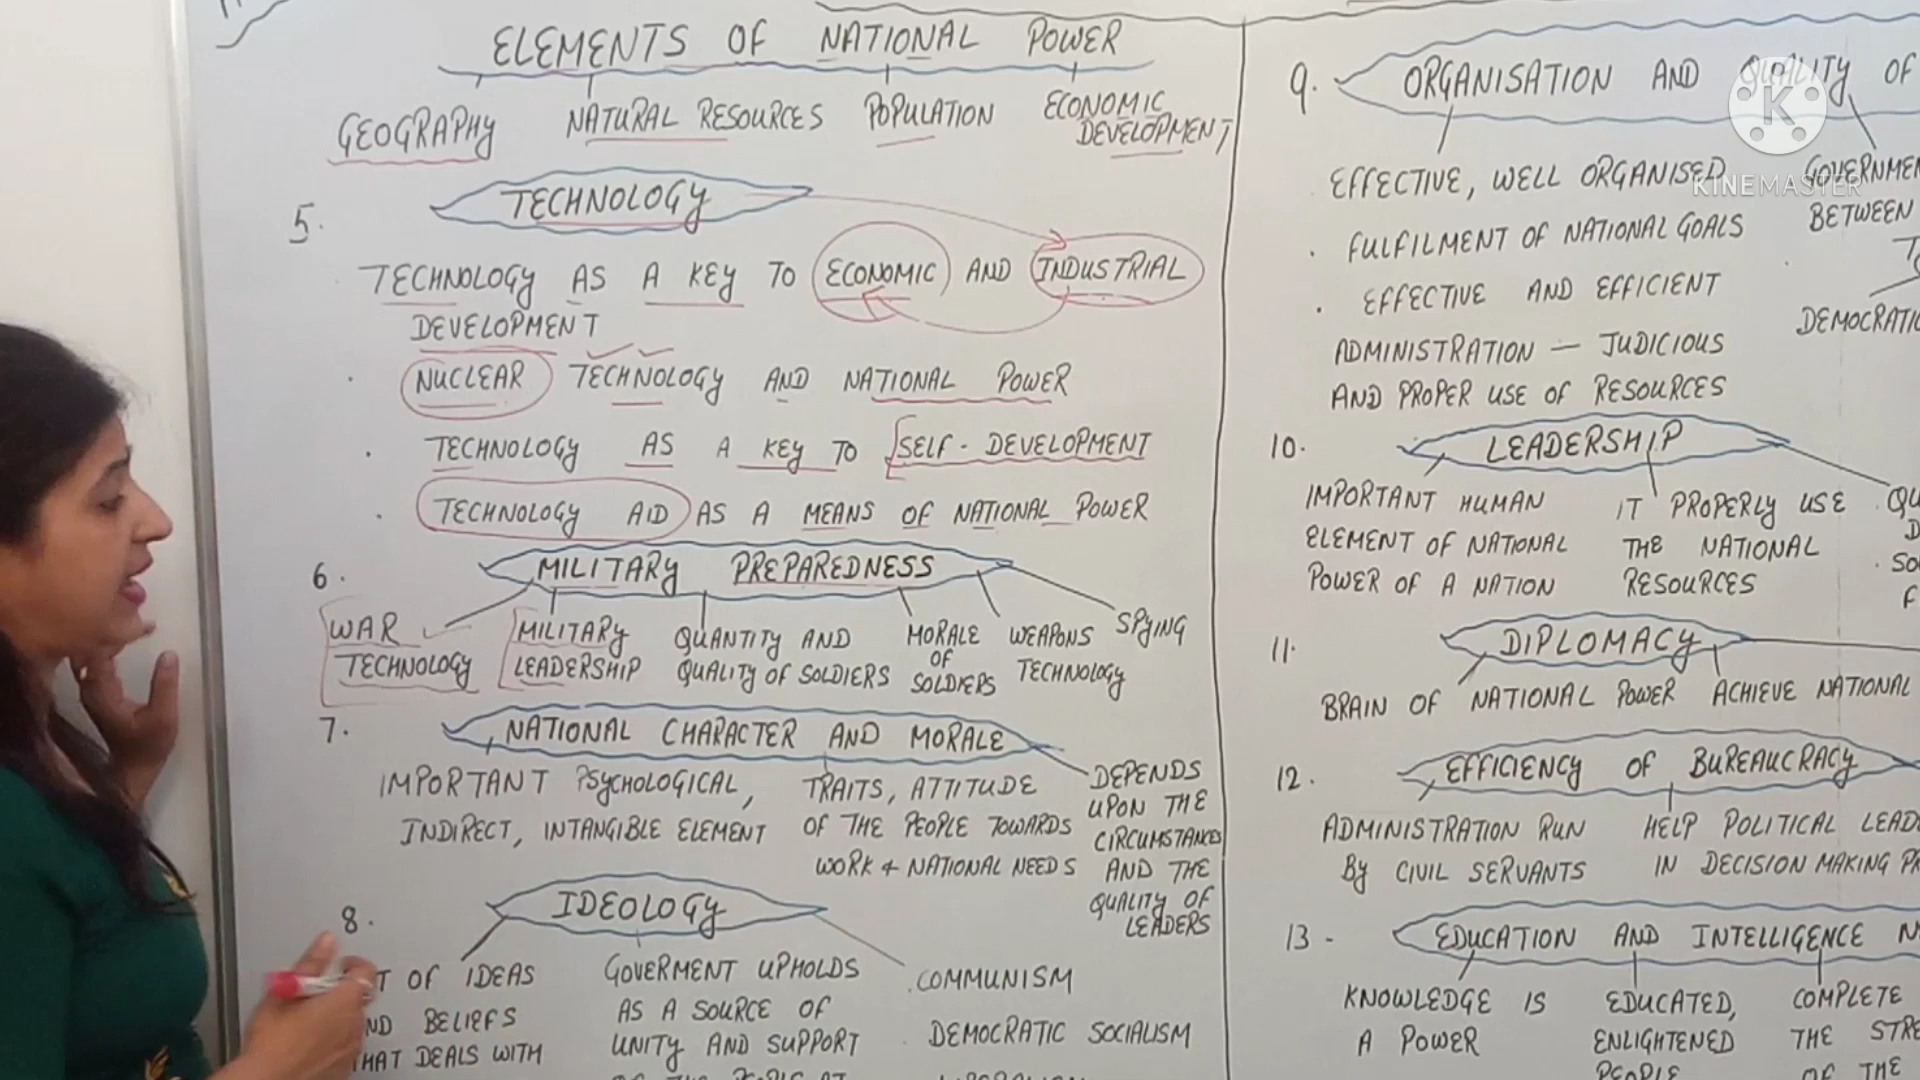 ELEMENTS OF NATIONAL POWER
GEOGRAPHY NATURAL RESOURCES POPULATION ECONOMIC
DEVELOPMENT
5. TECHNOLOGY
TECHNOLOGY AS A KEY TO ECONOMIC AND INDUSTRIAL
DEVELOPMENT
. NUCLEAR TECHNOLOGY AND NATIONAL POWER
. TECHNOLOGY AS A KEY TO SELF-DEVELOPMENT
. TECHNOLOGY AID AS A MEANS OF NATIONAL POWER
6. MILITARY PREPAREDNESS
WAR
TECHNOLOGY
MILITARY
LEADERSHIP
QUANTITY AND
QUALITY OF SOLDIERS
MORALE
OF
SOLDIERS
WEAPONS
TECHNOLOGY
SPYING
7. NATIONAL CHARACTER AND MORALE
IMPORTANT PSYCHOLOGICAL,
INDIRECT, INTANGIBLE ELEMENT
TRAITS, ATTITUDE
OF THE PEOPLE TOWARDS
WORK & NATIONAL NEEDS
DEPENDS
UPON THE
CIRCUMSTANCES
AND THE
QUALITY OF
LEADERS
8. IDEOLOGY
OF IDEAS
BELIEFS
DEALS WITH
GOVERMENT UPHOLDS
AS A SOURCE OF
UNITY AND SUPPORT
. COMMUNISM
. DEMOCRATIC SOCIALISM
9. ORGANISATION AND QUALITY OF
EFFECTIVE, WELL ORGANISED
. FULFILMENT OF NATIONAL GOALS
. EFFECTIVE AND EFFICIENT
ADMINISTRATION — JUDICIOUS
AND PROPER USE OF RESOURCES
BETWEEN
10. LEADERSHIP
IMPORTANT HUMAN
ELEMENT OF NATIONAL
POWER OF A NATION
IT PROPERLY USE
THE NATIONAL
RESOURCES
11. DIPLOMACY
BRAIN OF NATIONAL POWER
ACHIEVE NATIONAL
12. EFFICIENCY OF BUREAUCRACY
ADMINISTRATION RUN
BY CIVIL SERVANTS
HELP POLITICAL
IN DECISION MAKING
13- EDUCATION AND INTELLIGENCE
KNOWLEDGE IS
A POWER
EDUCATED,
ENLIGHTENED
PEOPLE
COMPLETE
THE
OF THE
K
KINEMASTER